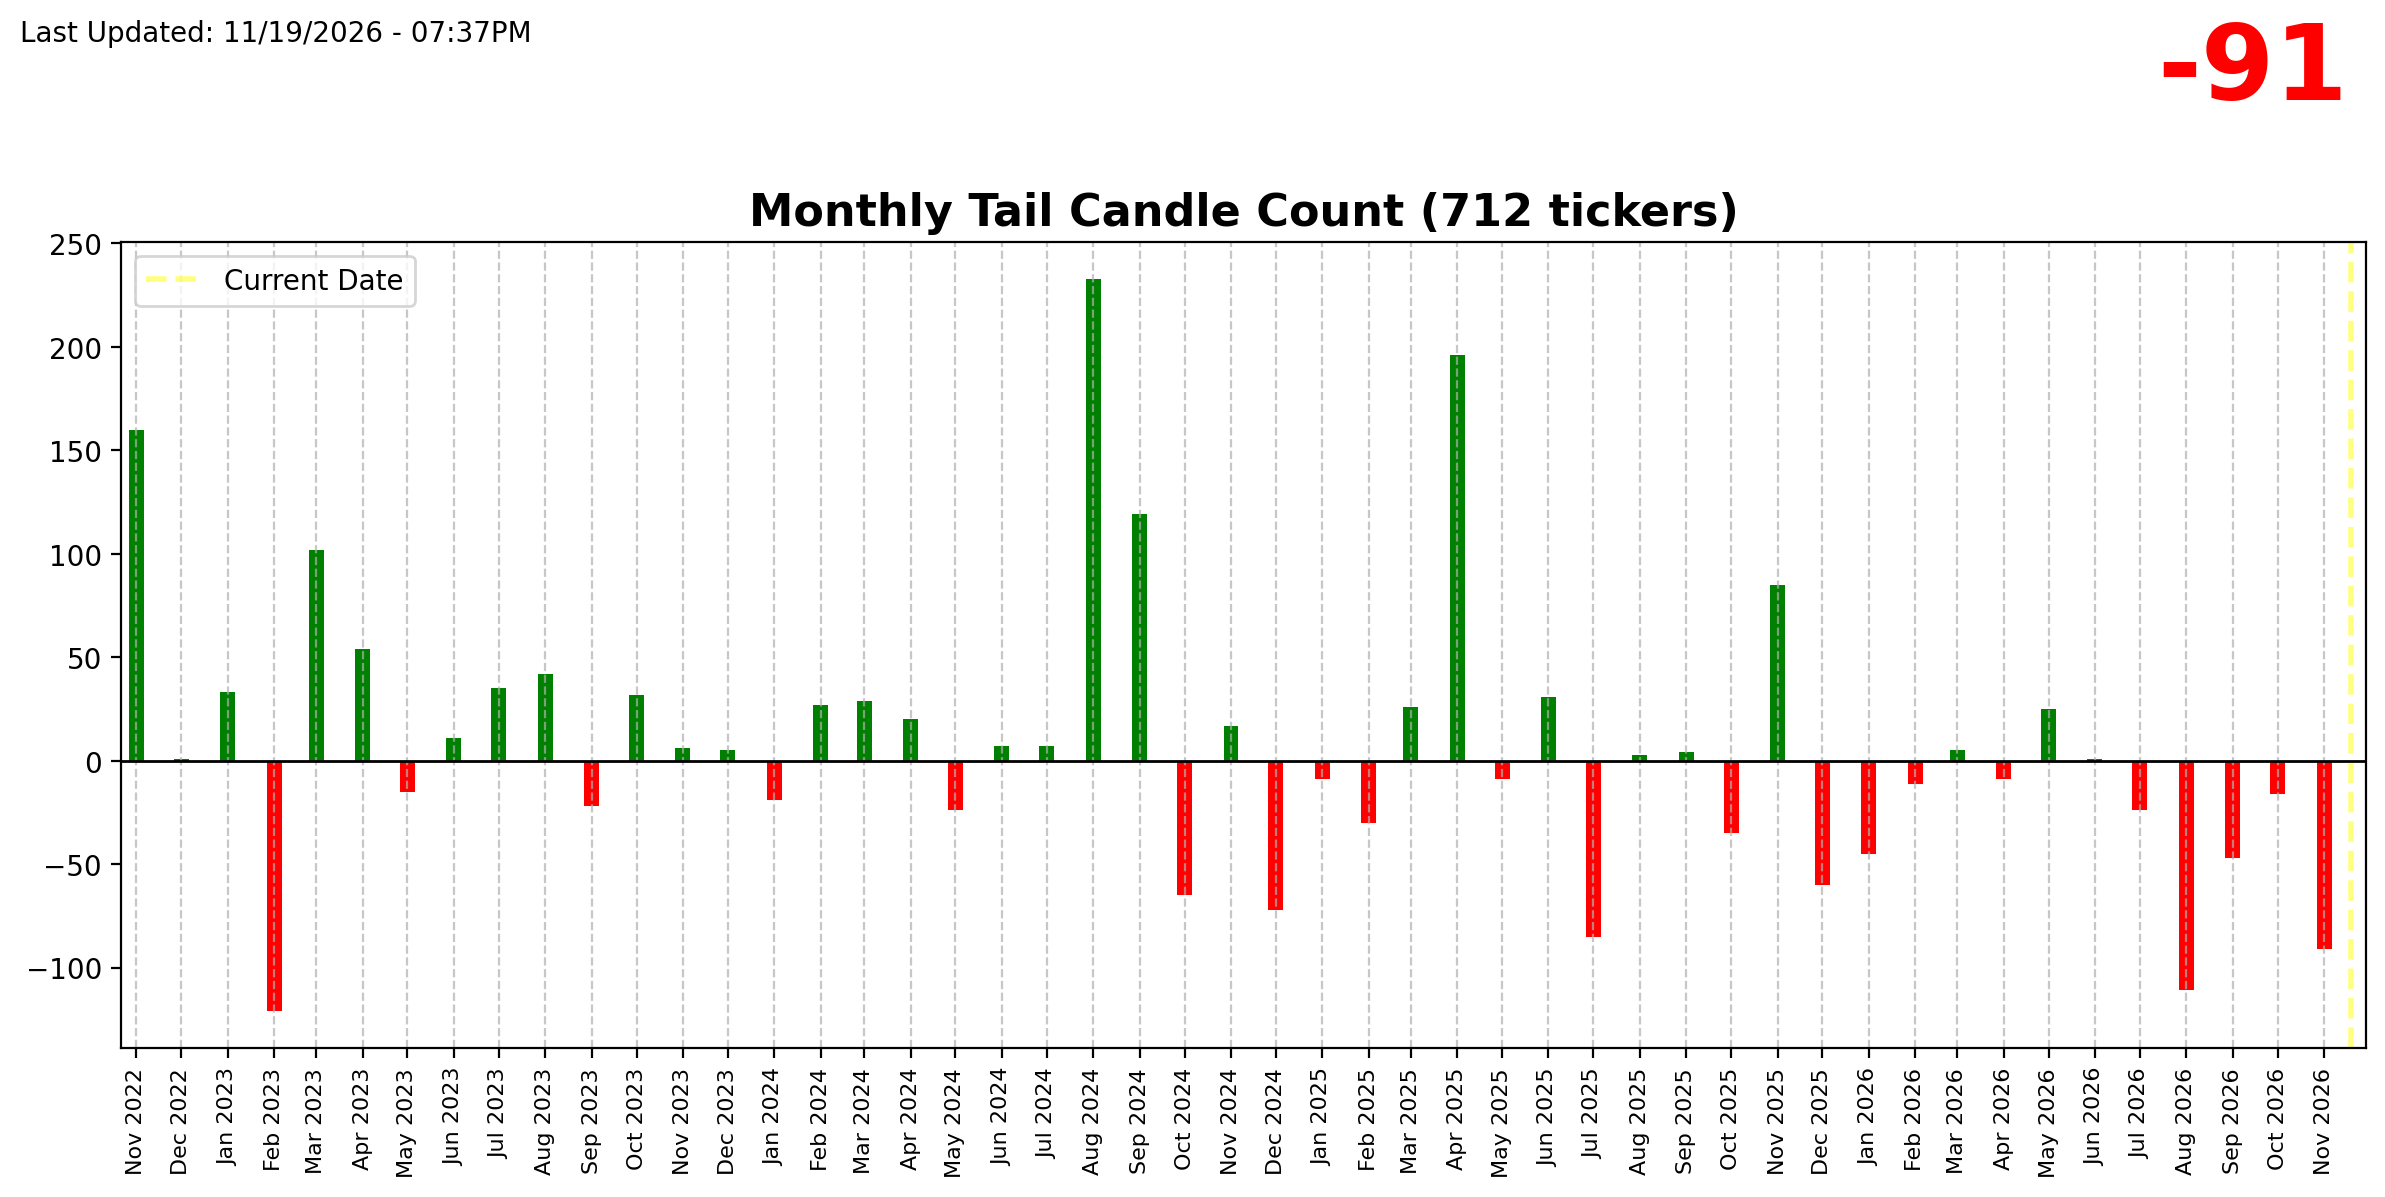 Last Updated: 11/19/2026 - 07:37PM
-91
Monthly Tail Candle Count (712 tickers)
Current Date
250
200
150
100
50
0
−50
−100
Nov 2022
Dec 2022
Jan 2023
Feb 2023
Mar 2023
Apr 2023
May 2023
Jun 2023
Jul 2023
Aug 2023
Sep 2023
Oct 2023
Nov 2023
Dec 2023
Jan 2024
Feb 2024
Mar 2024
Apr 2024
May 2024
Jun 2024
Jul 2024
Aug 2024
Sep 2024
Oct 2024
Nov 2024
Dec 2024
Jan 2025
Feb 2025
Mar 2025
Apr 2025
May 2025
Jun 2025
Jul 2025
Aug 2025
Sep 2025
Oct 2025
Nov 2025
Dec 2025
Jan 2026
Feb 2026
Mar 2026
Apr 2026
May 2026
Jun 2026
Jul 2026
Aug 2026
Sep 2026
Oct 2026
Nov 2026